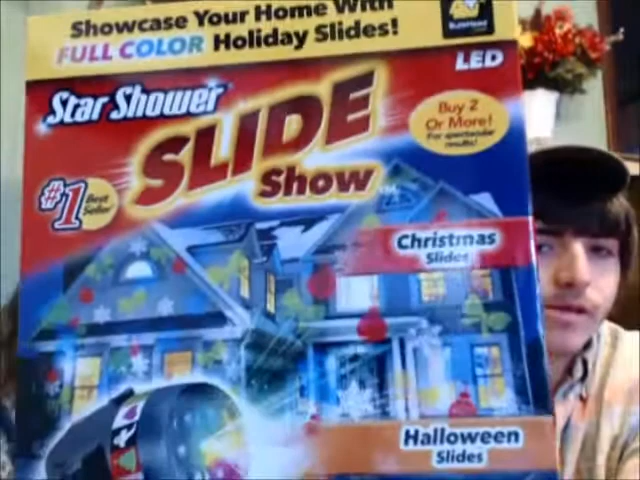 Showcase Your Home With
FULL COLOR Holiday Slides!
LED
Star Shower
SLIDE
Show
Buy 2
Or More!
For spectacular
results!
#1 Best
Seller
Christmas
Slides
Halloween
Slides